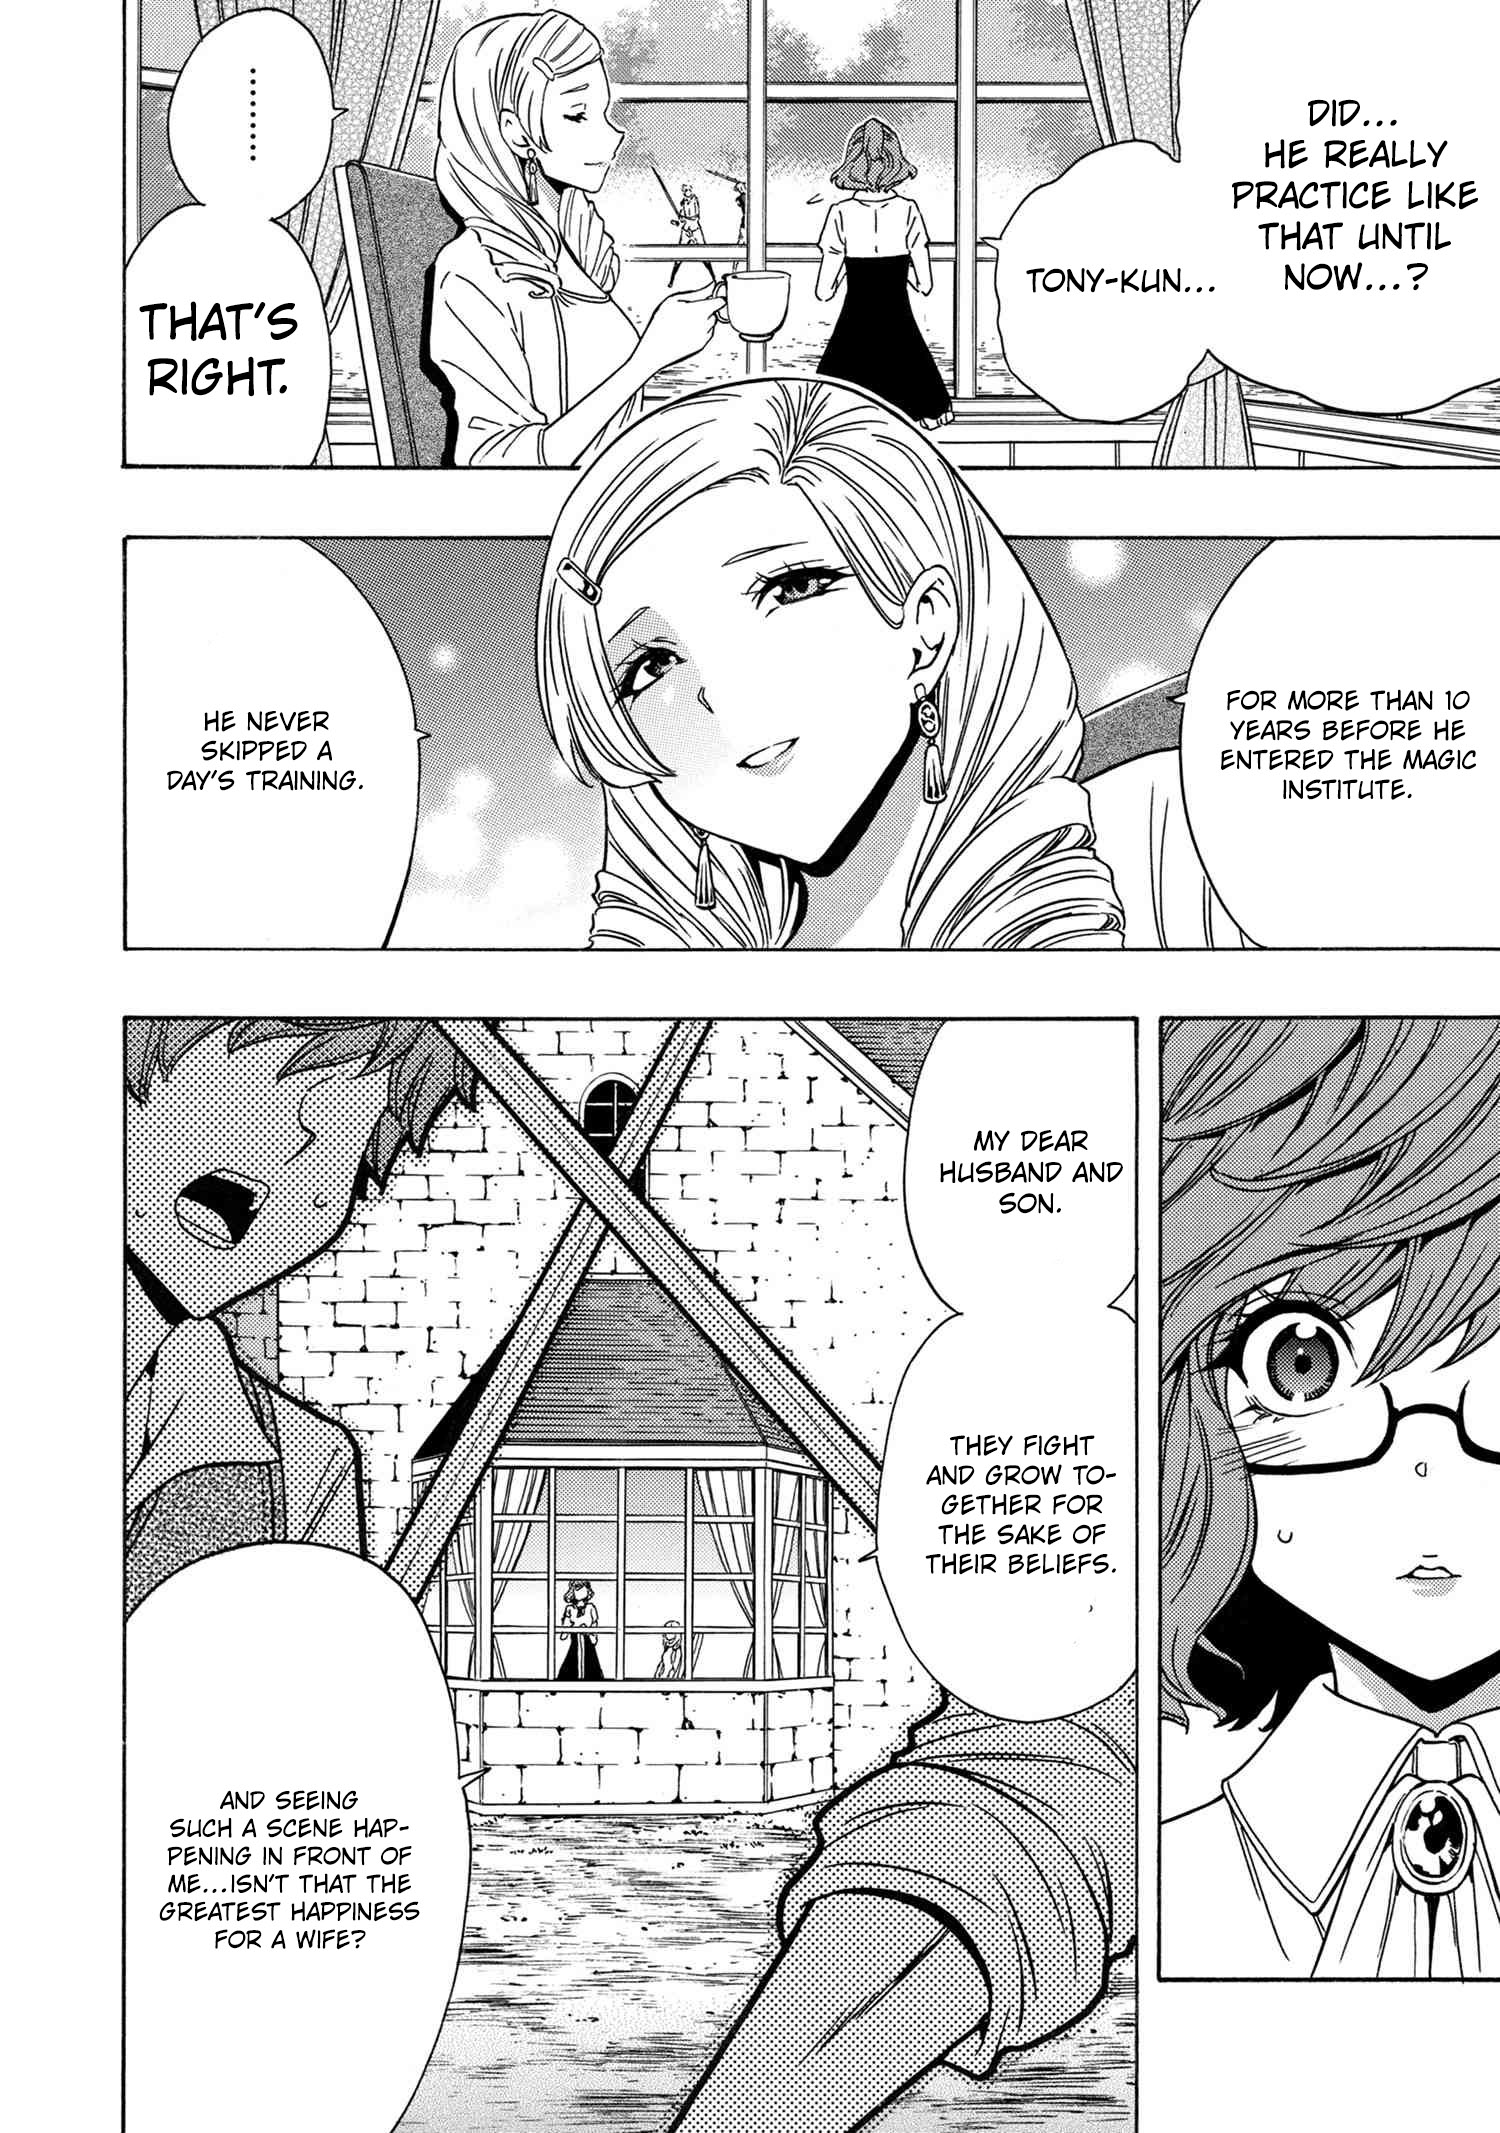 DID...
HE REALLY
PRACTICE LIKE
THAT UNTIL
NOW...?
TONY-KUN...
.........
THAT'S
RIGHT.
FOR MORE THAN 10
YEARS BEFORE HE
ENTERED THE MAGIC
INSTITUTE.
HE NEVER
SKIPPED A
DAY'S TRAINING.
MY DEAR
HUSBAND AND
SON.
THEY FIGHT
AND GROW TO-
GETHER FOR
THE SAKE OF
THEIR BELIEFS.
AND SEEING
SUCH A SCENE HAP-
PENING IN FRONT OF
ME...ISN'T THAT THE
GREATEST HAPPINESS
FOR A WIFE?